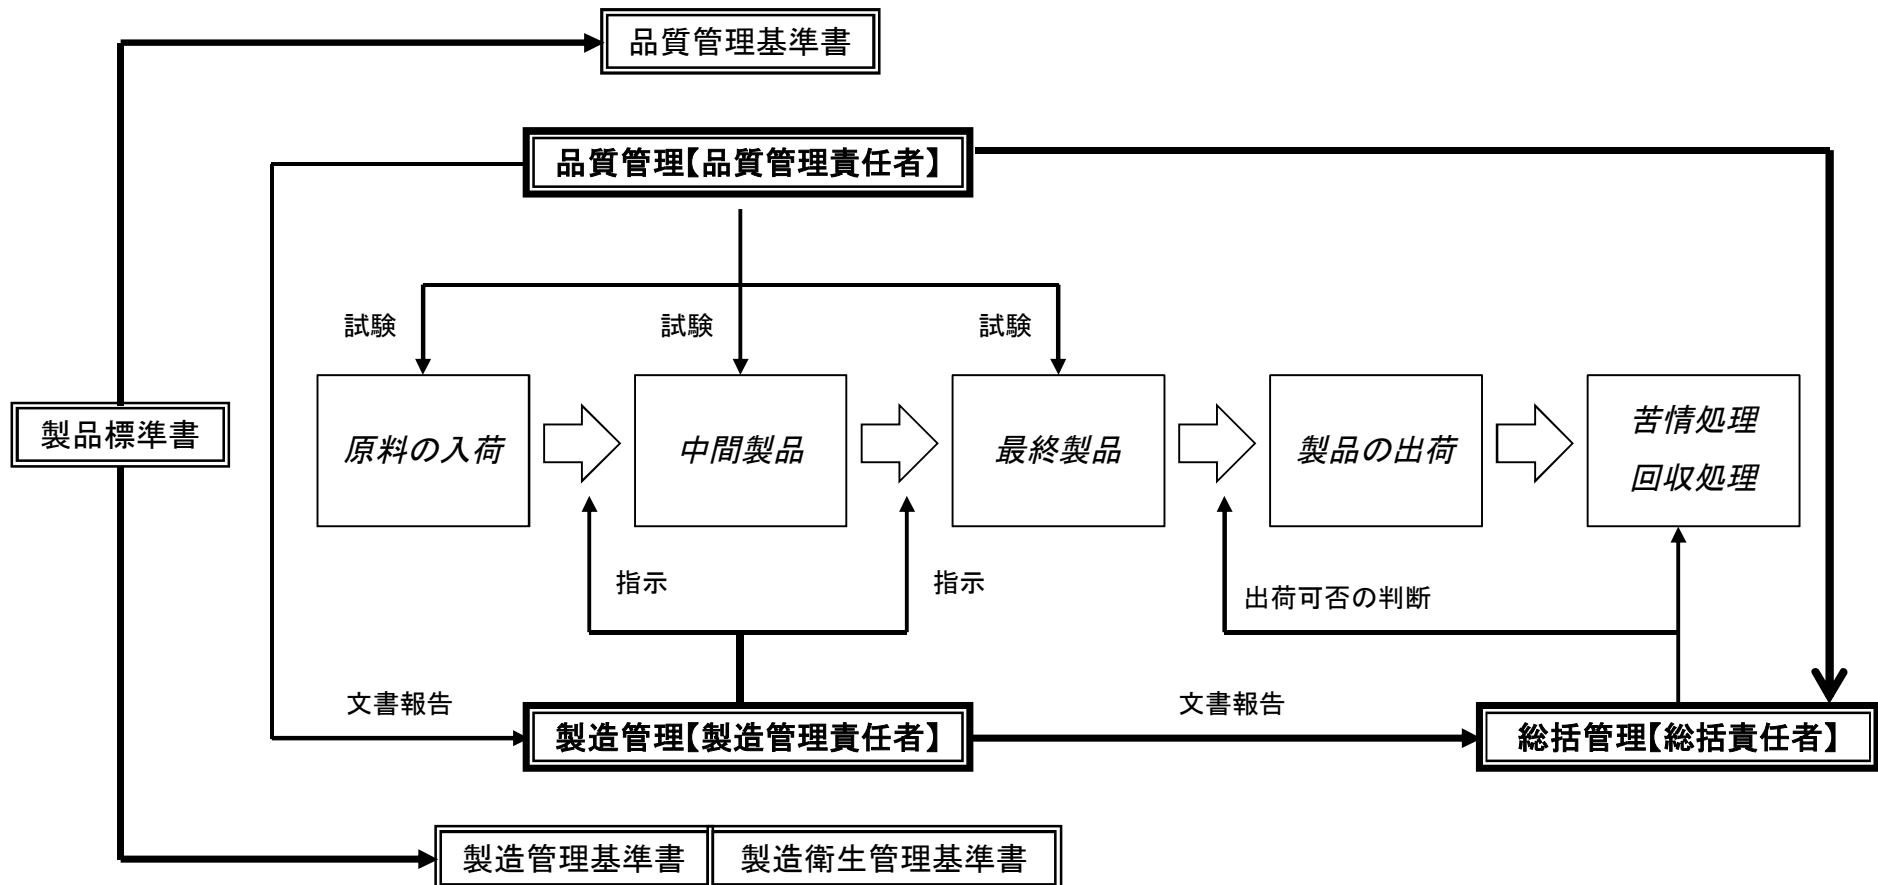 品質管理基準書
品質管理【品質管理責任者】
試験
試験
試験
製品標準書
原料の入荷
中間製品
最終製品
製品の出荷
苦情処理
回収処理
指示
指示
出荷可否の判断
文書報告
文書報告
製造管理【製造管理責任者】
総括管理【総括責任者】
製造管理基準書
製造衛生管理基準書